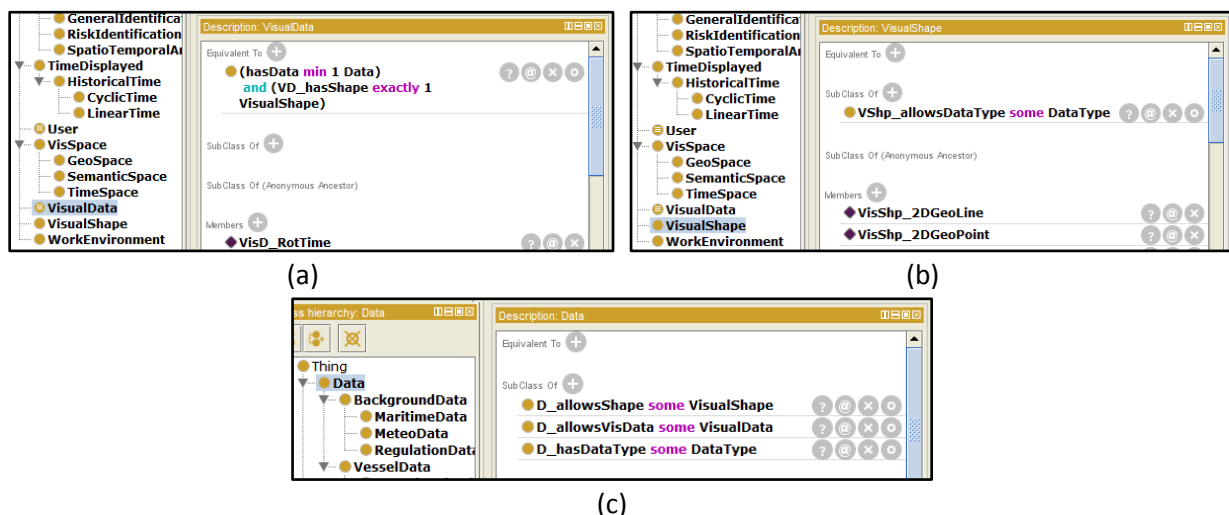 GeneralIdentificat
RiskIdentification
SpatioTemporalAn
TimeDisplayed
HistoricalTime
CyclicTime
LinearTime
User
VisSpace
GeoSpace
SemanticSpace
TimeSpace
VisualData
VisualShape
WorkEnvironment
Description: VisualData
Equivalent To
(hasData min 1 Data)
and (VD_hasShape exactly 1
VisualShape)
SubClass Of
SubClass Of (Anonymous Ancestor)
Members
VisD_RotTime
(a)
GeneralIdentifica
RiskIdentification
SpatioTemporalAn
TimeDisplayed
HistoricalTime
CyclicTime
LinearTime
User
VisSpace
GeoSpace
SemanticSpace
TimeSpace
VisualData
VisualShape
WorkEnvironment
Description: VisualShape
Equivalent To
SubClass Of
VShp_allowsDataType some DataType
SubClass Of (Anonymous Ancestor)
Members
VisShp_2DGeoLine
VisShp_2DGeoPoint
(b)
ss hierarchy: Data
Thing
Data
BackgroundData
MaritimeData
MeteoData
RegulationData
VesselData
Description: Data
Equivalent To
SubClass Of
D_allowsShape some VisualShape
D_allowsVisData some VisualData
D_hasDataType some DataType
(c)